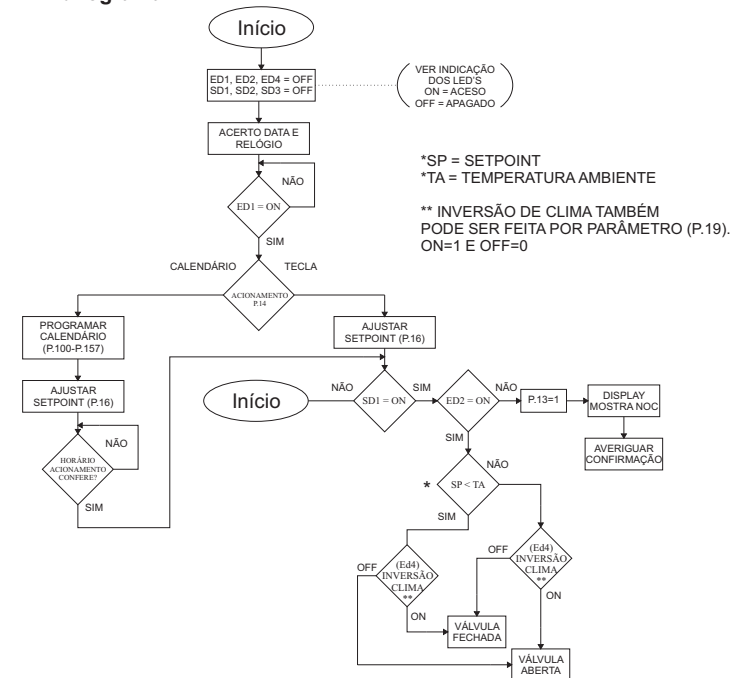 Início
ED1, ED2, ED4 = OFF
SD1, SD2, SD3 = OFF
VER INDICAÇÃO
DOS LED'S
ON = ACESO
OFF = APAGADO
ACERTO DATA E
RELÓGIO
*SP = SETPOINT
*TA = TEMPERATURA AMBIENTE
** INVERSÃO DE CLIMA TAMBÉM
PODE SER FEITA POR PARÂMETRO (P.19).
ON=1 E OFF=0
NÃO
ED1 = ON
SIM
CALENDÁRIO
TECLA
ACIONAMENTO
P.14
PROGRAMAR
CALENDÁRIO
(P.100-P.157)
AJUSTAR
SETPOINT (P.16)
AJUSTAR
SETPOINT (P.16)
NÃO
HORÁRIO
ACIONAMENTO
CONFERE?
SIM
Início
NÃO
SD1 = ON
SIM
ED2 = ON
NÃO
P.13=1
DISPLAY
MOSTRA NOC
AVERIGUAR
CONFIRMAÇÃO
SIM
NÃO
*
SP < TA
SIM
OFF
(Ed4)
INVERSÃO
CLIMA
**
ON
OFF
(Ed4)
INVERSÃO
CLIMA
**
ON
VÁLVULA
FECHADA
VÁLVULA
ABERTA